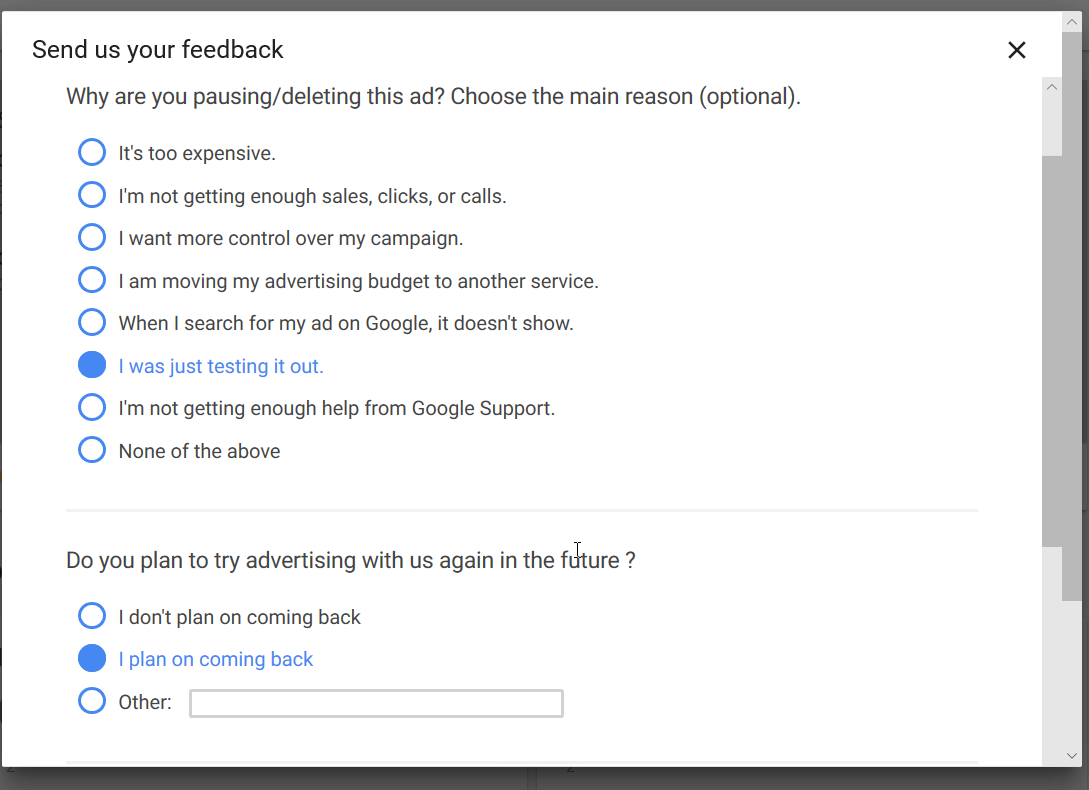 Send us your feedback
Why are you pausing/deleting this ad? Choose the main reason (optional).
It's too expensive.
I'm not getting enough sales, clicks, or calls.
I want more control over my campaign.
I am moving my advertising budget to another service.
When I search for my ad on Google, it doesn't show.
I was just testing it out.
I'm not getting enough help from Google Support.
None of the above
Do you plan to try advertising with us again in the future ?
I don't plan on coming back
I plan on coming back
Other: